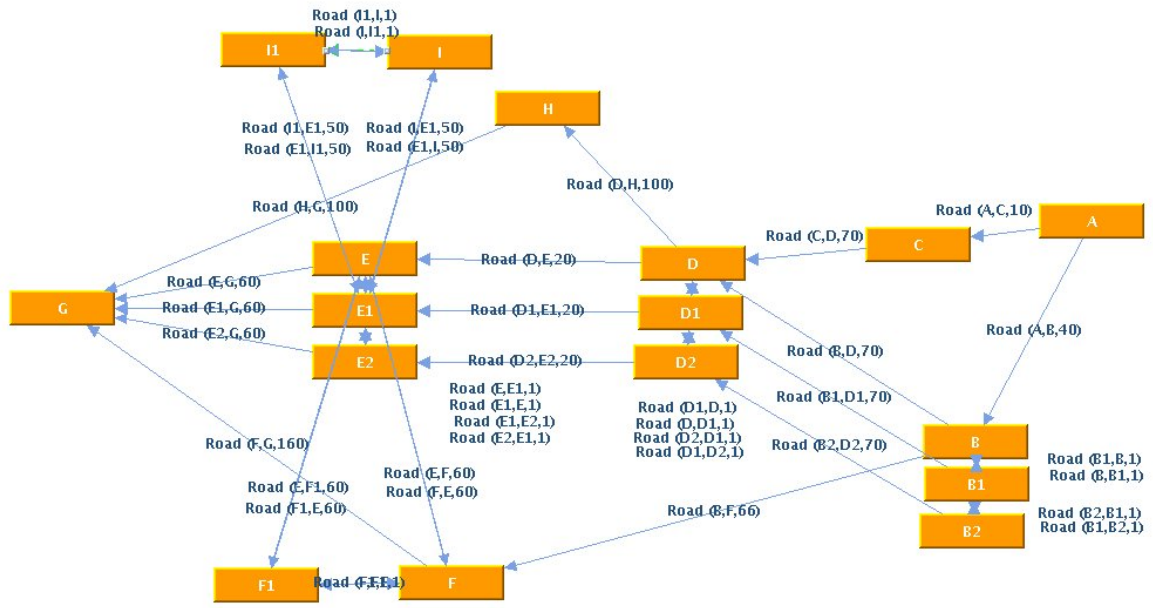 Road (I1,I,1)
Road (I,I1,1)
I1
I
H
Road (I1,E1,50)
Road (I,E1,50)
Road (E1,I1,50)
Road (E1,I,50)
Road (D,H,100)
Road (H,G,100)
Road (A,C,10)
A
Road (C,D,70)
C
E
Road (D,E,20)
D
Road (E,G,60)
G
Road (E1,G,60)
E1
Road (D1,E1,20)
D1
Road (A,B,40)
Road (E2,G,60)
E2
Road (D2,E2,20)
D2
Road (B,D,70)
Road (E,E1,1)
Road (E1,E,1)
Road (E1,E2,1)
Road (E2,E1,1)
Road (B1,D1,70)
Road (D1,D,1)
Road (D,D1,1)
Road (D2,D1,1)
Road (D1,D2,1)
Road (B2,D2,70)
Road (F,G,160)
B
Road (B1,B,1)
Road (B,B1,1)
Road (E,F,60)
Road (F,E,60)
Road (E,F1,60)
Road (F1,E,60)
B1
Road (B,F,66)
Road (B2,B1,1)
Road (B1,B2,1)
B2
F1
F